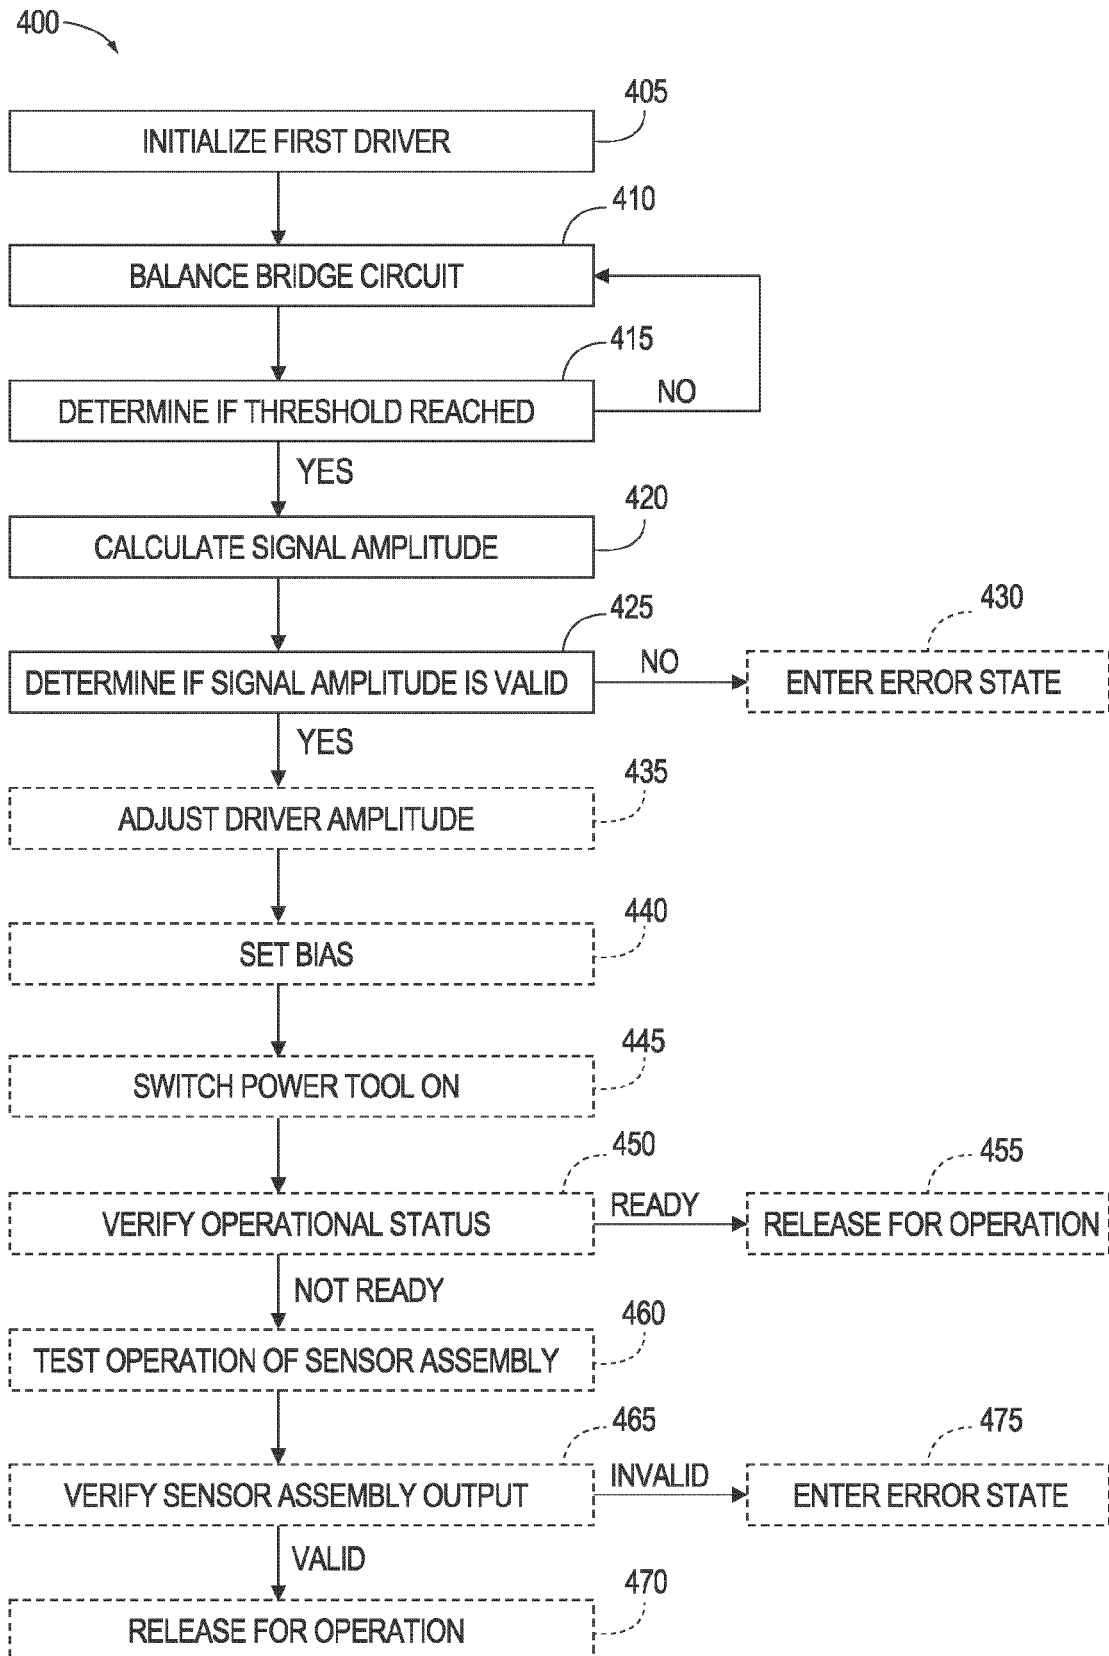 400
405
INITIALIZE FIRST DRIVER
410
BALANCE BRIDGE CIRCUIT
415
DETERMINE IF THRESHOLD REACHED
NO
YES
420
CALCULATE SIGNAL AMPLITUDE
425
430
DETERMINE IF SIGNAL AMPLITUDE IS VALID
NO
ENTER ERROR STATE
YES
435
ADJUST DRIVER AMPLITUDE
440
SET BIAS
445
SWITCH POWER TOOL ON
450
455
VERIFY OPERATIONAL STATUS
READY
RELEASE FOR OPERATION
NOT READY
460
TEST OPERATION OF SENSOR ASSEMBLY
465
475
VERIFY SENSOR ASSEMBLY OUTPUT
INVALID
ENTER ERROR STATE
VALID
470
RELEASE FOR OPERATION